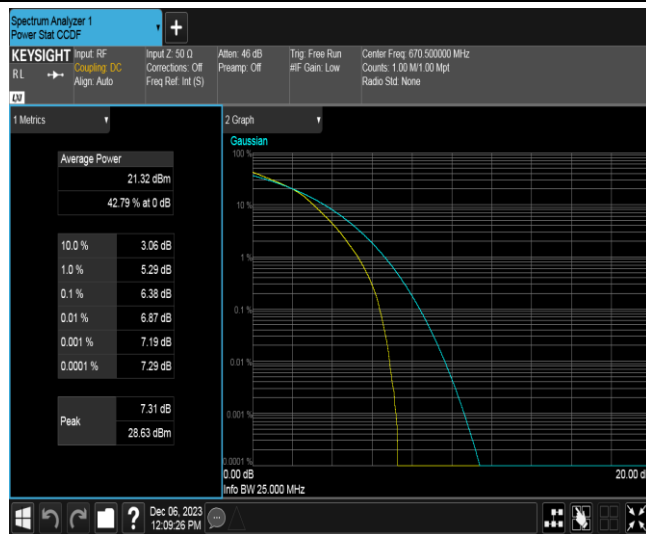 Spectrum Analyzer 1
Power Stat CCDF
+
KEYSIGHT
RL
LXI
Input: RF
Coupling: DC
Align: Auto
Input Z: 50 Ω
Corrections: Off
Freq Ref: Int (S)
Atten: 46 dB
Preamp: Off
Trig: Free Run
#IF Gain: Low
Center Freq: 670.500000 MHz
Counts: 1.00 M/1.00 Mpt
Radio Std: None
1 Metrics
Average Power
21.32 dBm
42.79 % at 0 dB
10.0 % 3.06 dB
1.0 % 5.29 dB
0.1 % 6.38 dB
0.01 % 6.87 dB
0.001 % 7.19 dB
0.0001 % 7.29 dB
Peak
7.31 dB
28.63 dBm
2 Graph
Gaussian
100 %
10 %
1 %
0.1 %
0.01 %
0.001 %
0.0001 %
0.00 dB 20.00 d
Info BW 25.000 MHz
?
Dec 06, 2023
12:09:26 PM